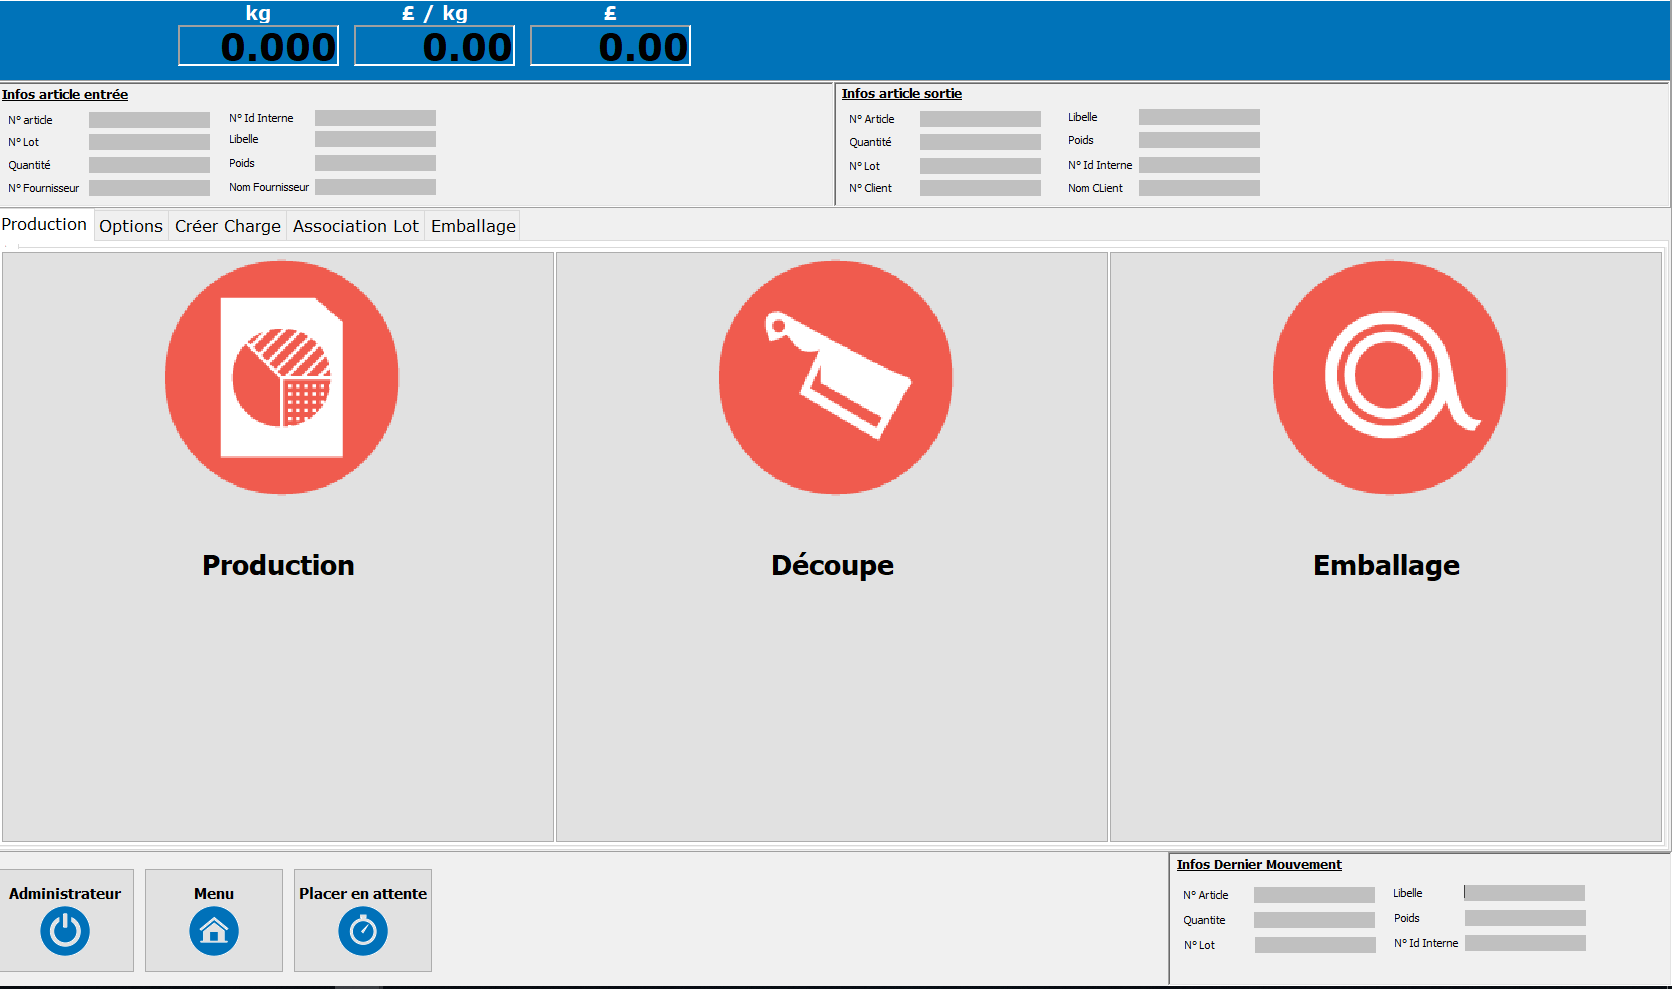 kg £ / kg £
0.000 0.00 0.00
Infos article entrée
N° article N° Id Interne
N° Lot Libelle
Quantité Poids
N° Fournisseur Nom Fournisseur
Infos article sortie
N° Article Libelle
Quantité Poids
N° Lot N° Id Interne
N° Client Nom CLient
Production Options Créer Charge Association Lot Emballage
Production Découpe Emballage
Administrateur Menu Placer en attente
Infos Dernier Mouvement
N° Article Libelle
Quantite Poids
N° Lot N° Id Interne